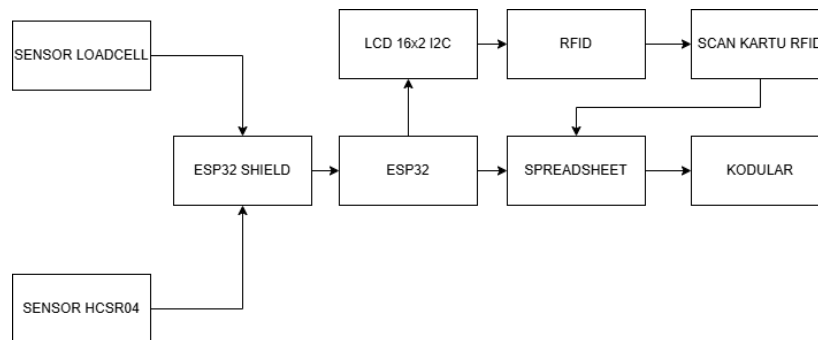 LCD 16x2 I2C
RFID
SCAN KARTU RFID
SENSOR LOADCELL
ESP32 SHIELD
ESP32
SPREADSHEET
KODULAR
SENSOR HCSR04